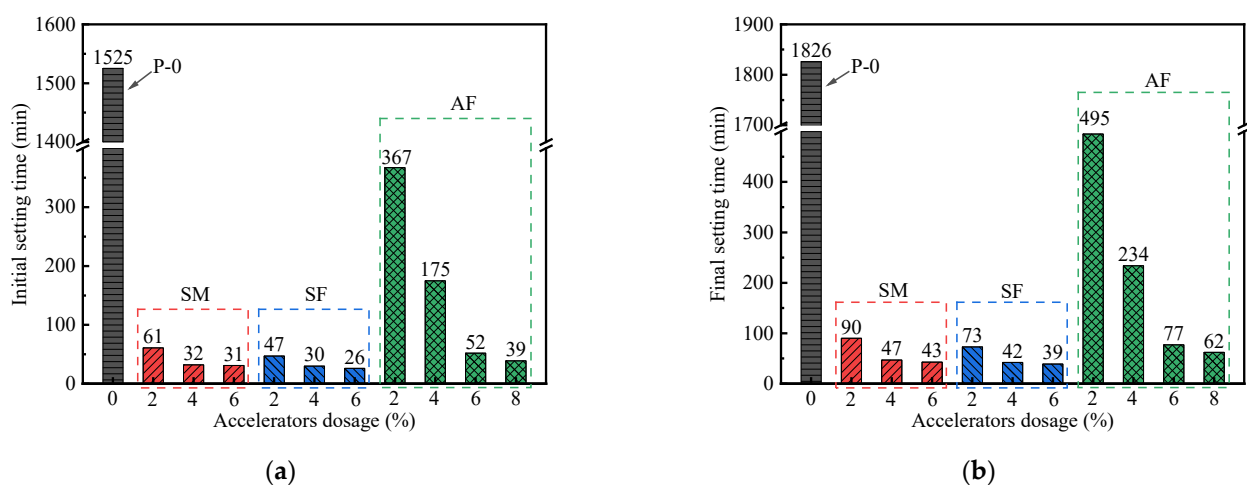 1600
1525
P-0
1500
AF
1400
367
300
Initial setting time (min)
200
175
SM
SF
100
61
32
31
47
30
26
52
39
0
0 2 4 6 2 4 6 2 4 6 8
Accelerators dosage (%)
(a)
1900
1826
P-0
1800
AF
1700
495
400
Final setting time (min)
300
234
200
SM
SF
100
90
47
43
73
42
39
77
62
0
0 2 4 6 2 4 6 2 4 6 8
Accelerators dosage (%)
(b)